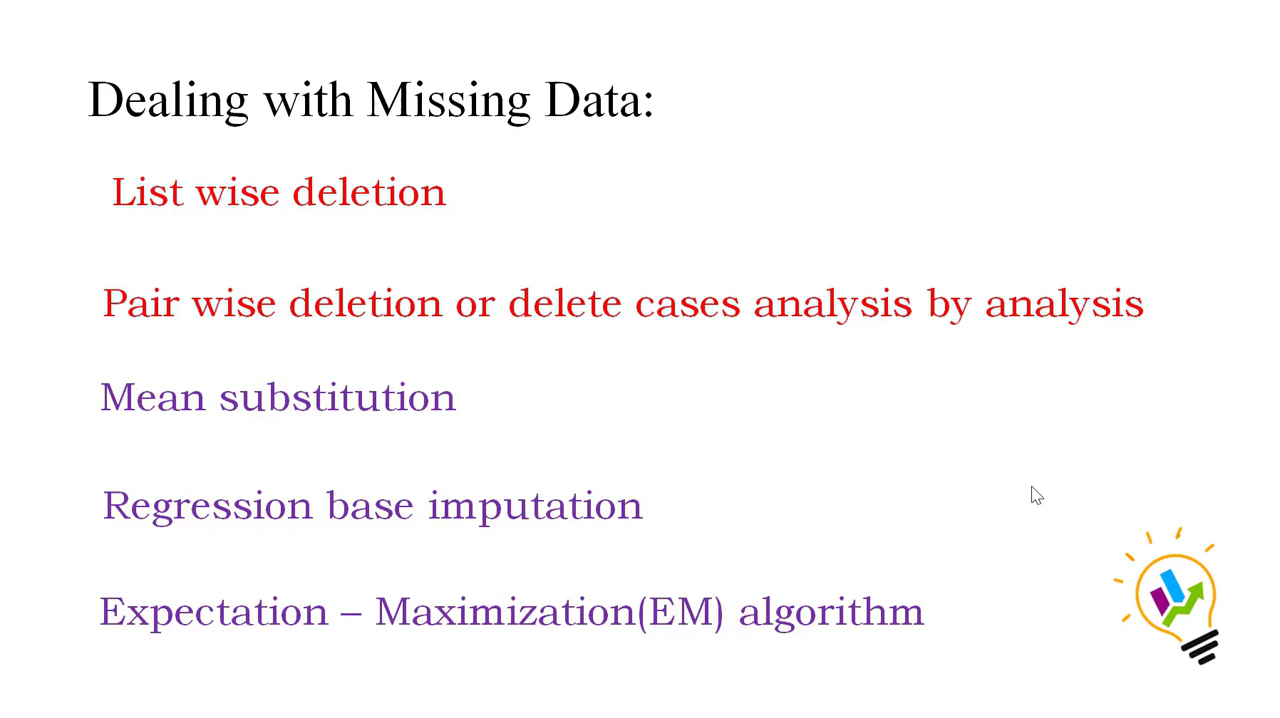 Dealing with Missing Data:
List wise deletion
Pair wise deletion or delete cases analysis by analysis
Mean substitution
Regression base imputation
Expectation – Maximization(EM) algorithm